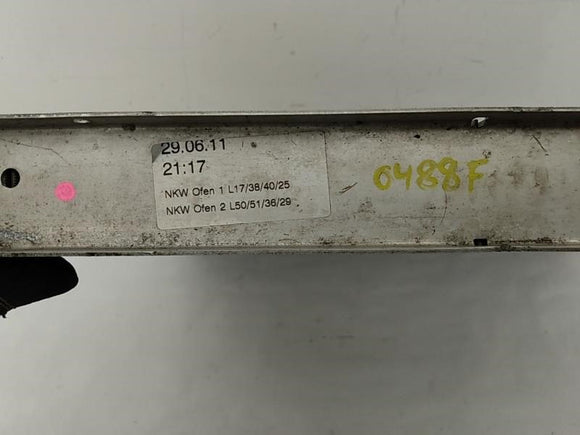 29.06.11
21:17
NKW Ofen 1 L17/38/40/25
NKW Ofen 2 L50/51/36/29
0488F